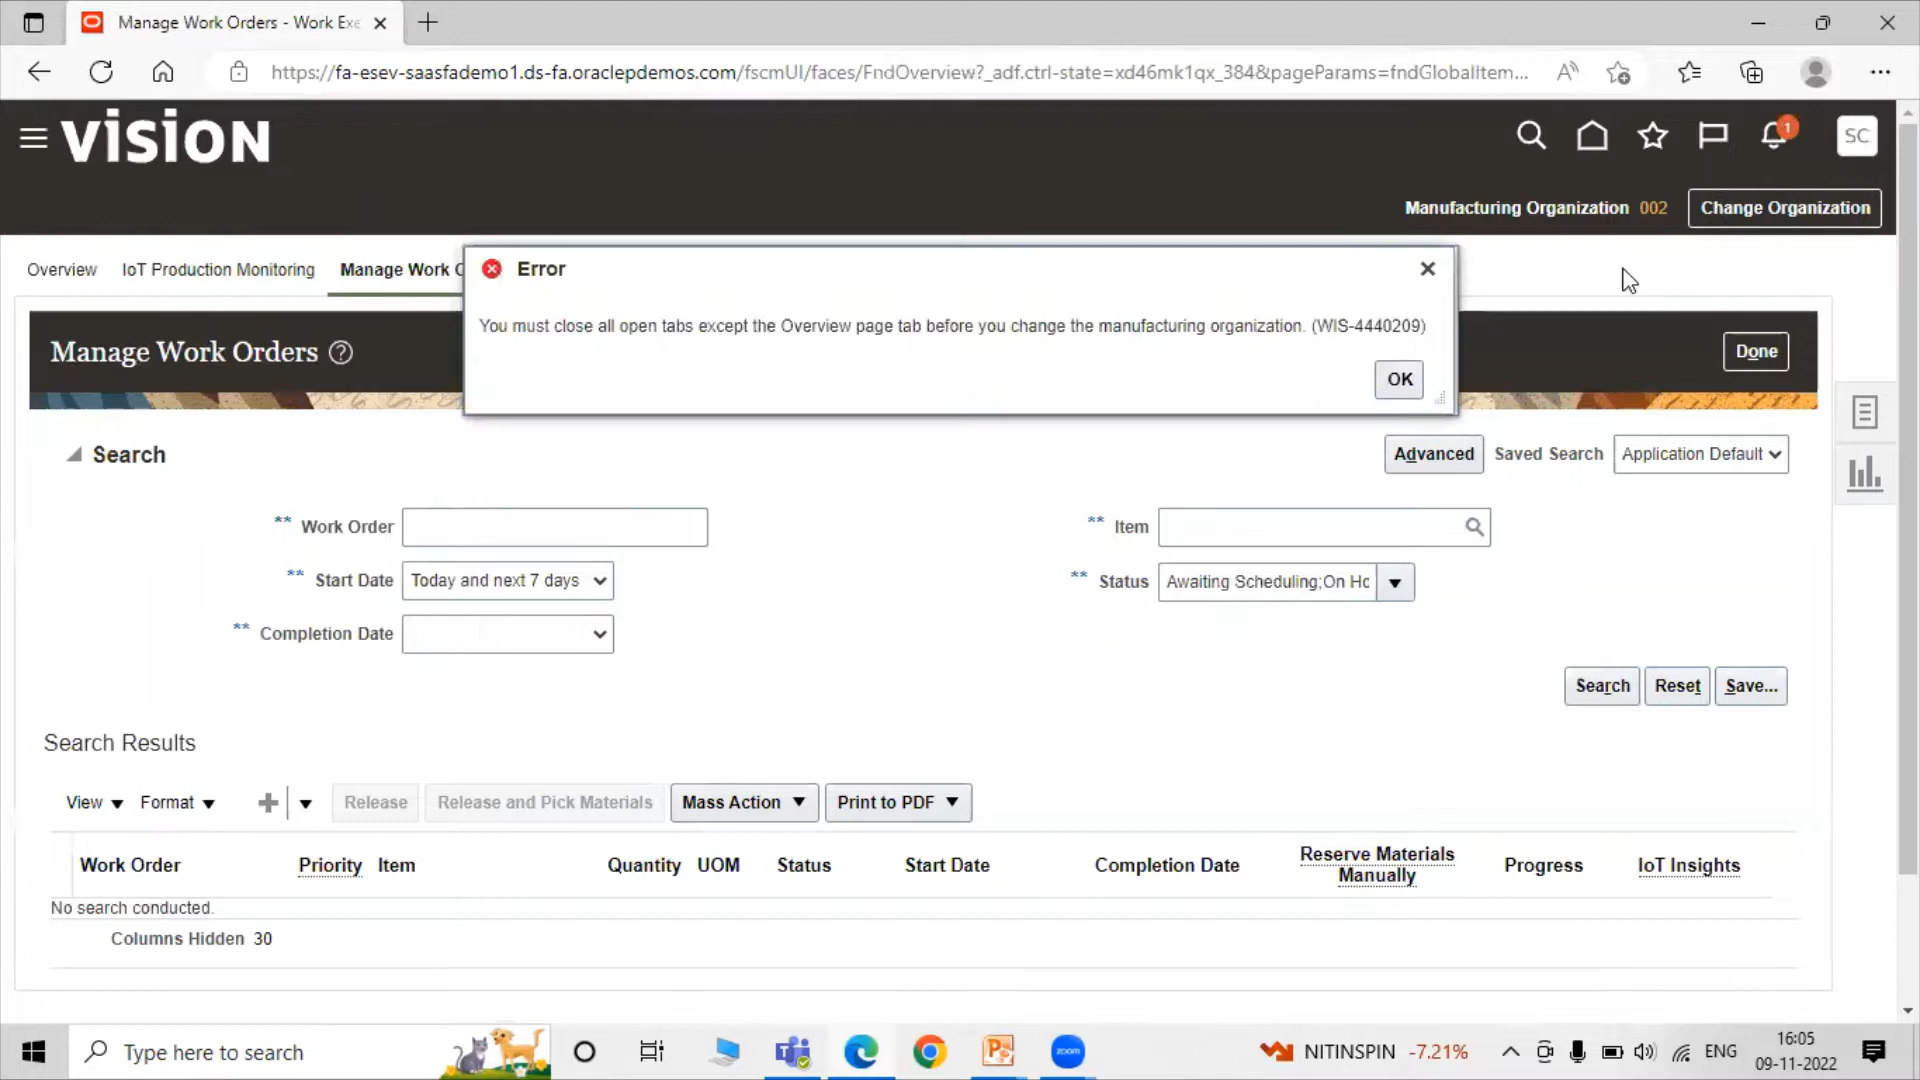 Manage Work Orders - Work Exe
https://fa-esev-saasfademo1.ds-fa.oraclepdemos.com/fscmUI/faces/FndOverview?_adf.ctrl-state=xd46mk1qx_384&pageParams=fndGlobalItem...
VISION
1
SC
Manufacturing Organization 002 Change Organization
Overview IoT Production Monitoring Manage Work O
Error
You must close all open tabs except the Overview page tab before you change the manufacturing organization. (WIS-4440209)
OK
Manage Work Orders
Done
Search
Advanced Saved Search Application Default
** Work Order
** Item
** Start Date Today and next 7 days
** Status Awaiting Scheduling;On Ho
** Completion Date
Search Reset Save...
Search Results
View Format Release Release and Pick Materials Mass Action Print to PDF
Work Order Priority Item Quantity UOM Status Start Date Completion Date Reserve Materials Manually Progress IoT Insights
No search conducted.
Columns Hidden 30
Type here to search
zoom
NITINSPIN -7.21%
ENG
16:05
09-11-2022